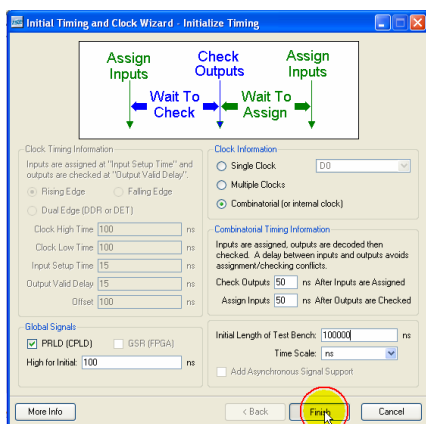 Initial Timing and Clock Wizard - Initialize Timing
Assign Inputs
Check Outputs
Assign Inputs
Wait To Check
Wait To Assign
Clock Timing Information
Inputs are assigned at "Input Setup Time" and
outputs are checked at "Output Valid Delay".
Rising Edge Falling Edge
Dual Edge (DDR or DET)
Clock High Time 100 ns
Clock Low Time 100 ns
Input Setup Time 15 ns
Output Valid Delay 15 ns
Offset 100 ns
Global Signals
PRLD (CPLD) GSR (FPGA)
High for Initial: 100 ns
Clock Information
Single Clock D0
Multiple Clocks
Combinatorial (or internal clock)
Combinatorial Timing Information
Inputs are assigned, outputs are decoded then
checked. A delay between inputs and outputs avoids
assignment/checking conflicts.
Check Outputs 50 ns After Inputs are Assigned
Assign Inputs 50 ns After Outputs are Checked
Initial Length of Test Bench: 100000 ns
Time Scale: ns
Add Asynchronous Signal Support
More Info < Back Finish Cancel